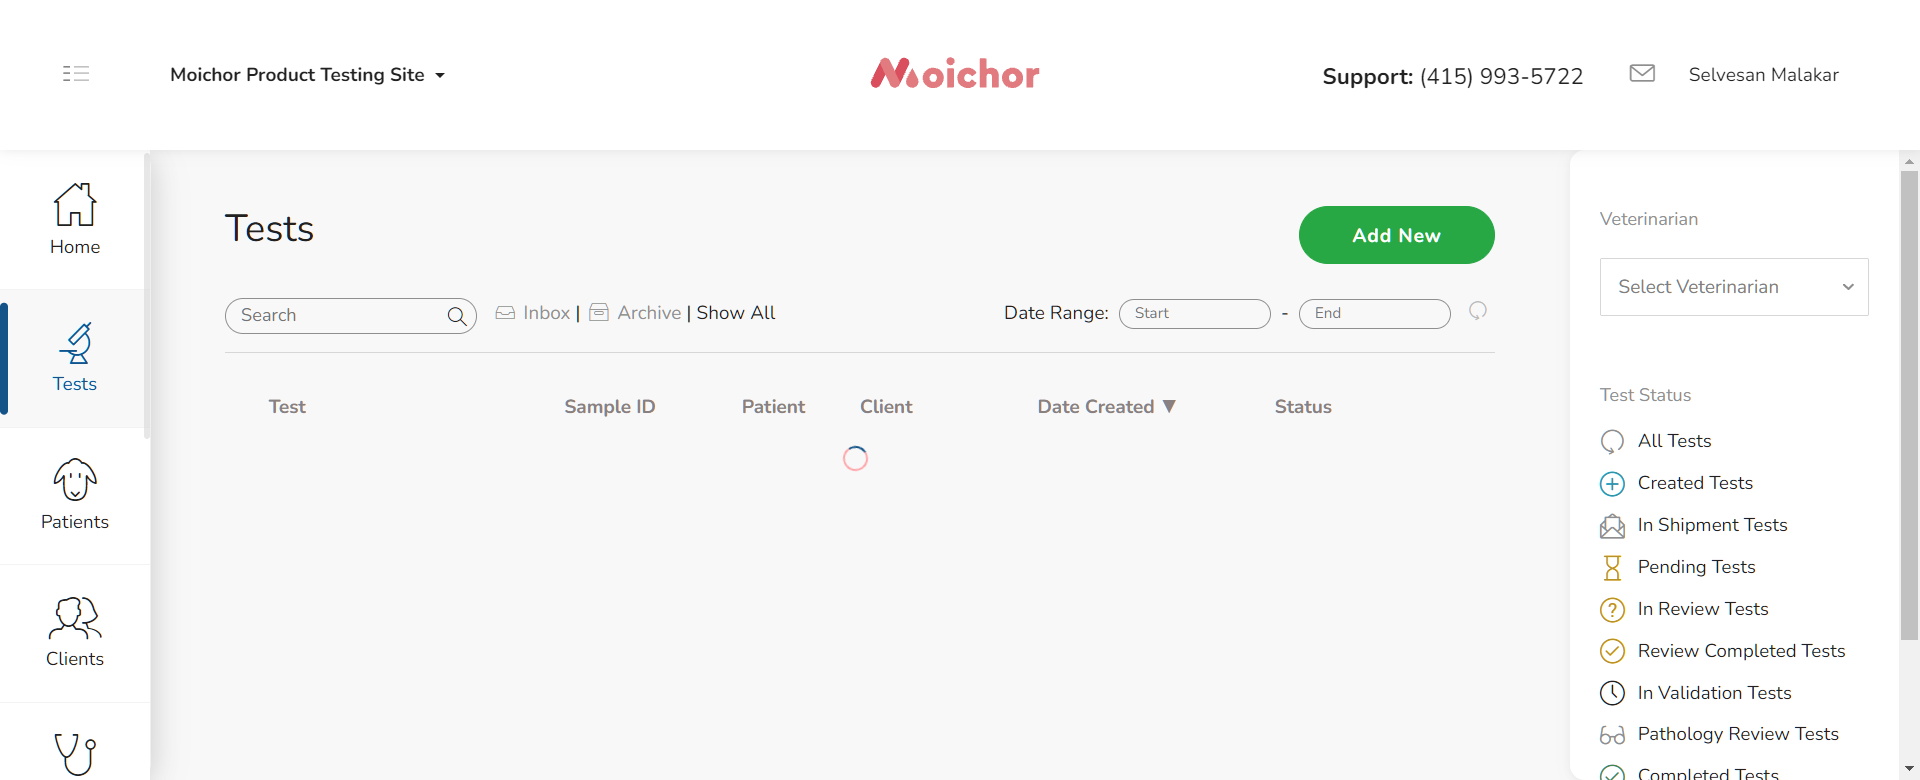 Moichor Product Testing Site
Moichor
Support: (415) 993-5722
Selvesan Malakar
Home
Tests
Patients
Clients
Tests
Add New
Search
Inbox | Archive | Show All
Date Range: Start - End
Test Sample ID Patient Client Date Created ▼ Status
Veterinarian
Select Veterinarian
Test Status
All Tests
Created Tests
In Shipment Tests
Pending Tests
In Review Tests
Review Completed Tests
In Validation Tests
Pathology Review Tests
Completed Tests